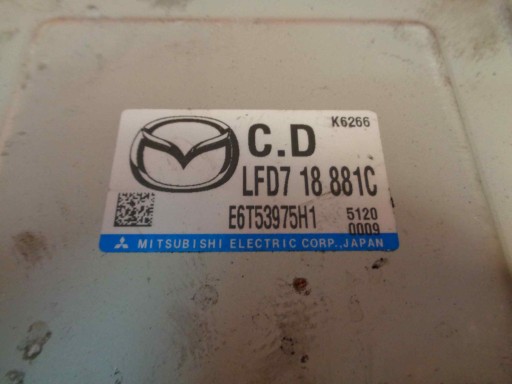 K6266
C.D
LFD7 18 881C
E6T53975H1 5120
0009
MITSUBISHI ELECTRIC CORP.,JAPAN